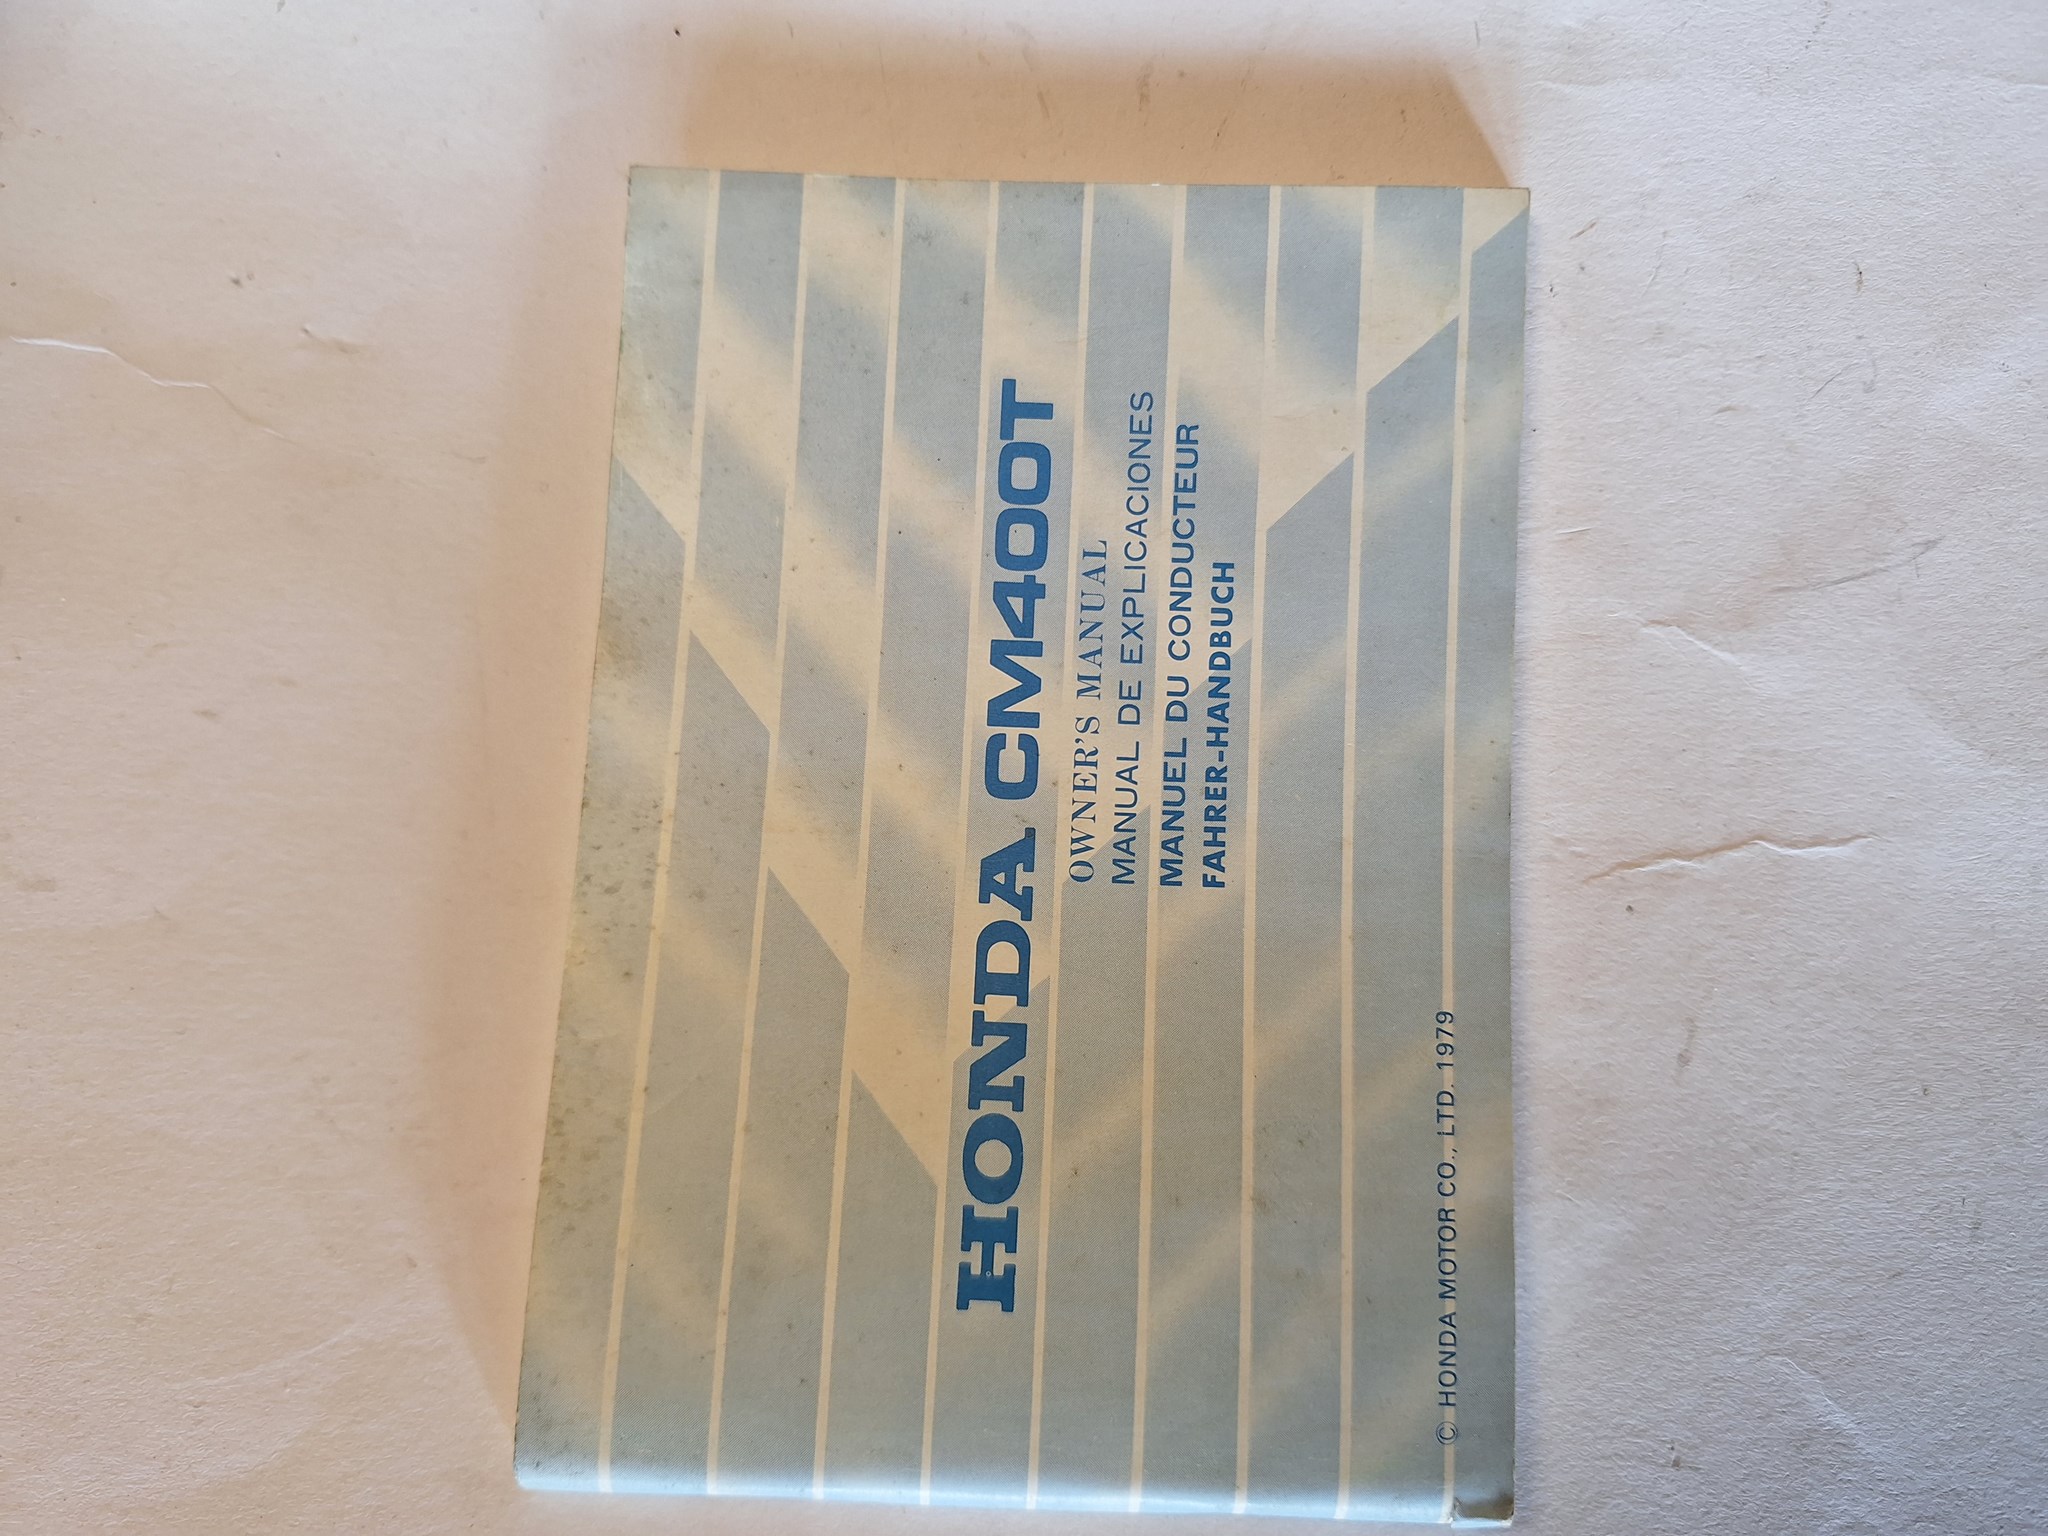 HONDA CM400T
OWNER'S MANUAL
MANUAL DE EXPLICACIONES
MANUEL DU CONDUCTEUR
FAHRER-HANDBUCH
© HONDA MOTOR CO., LTD. 1979